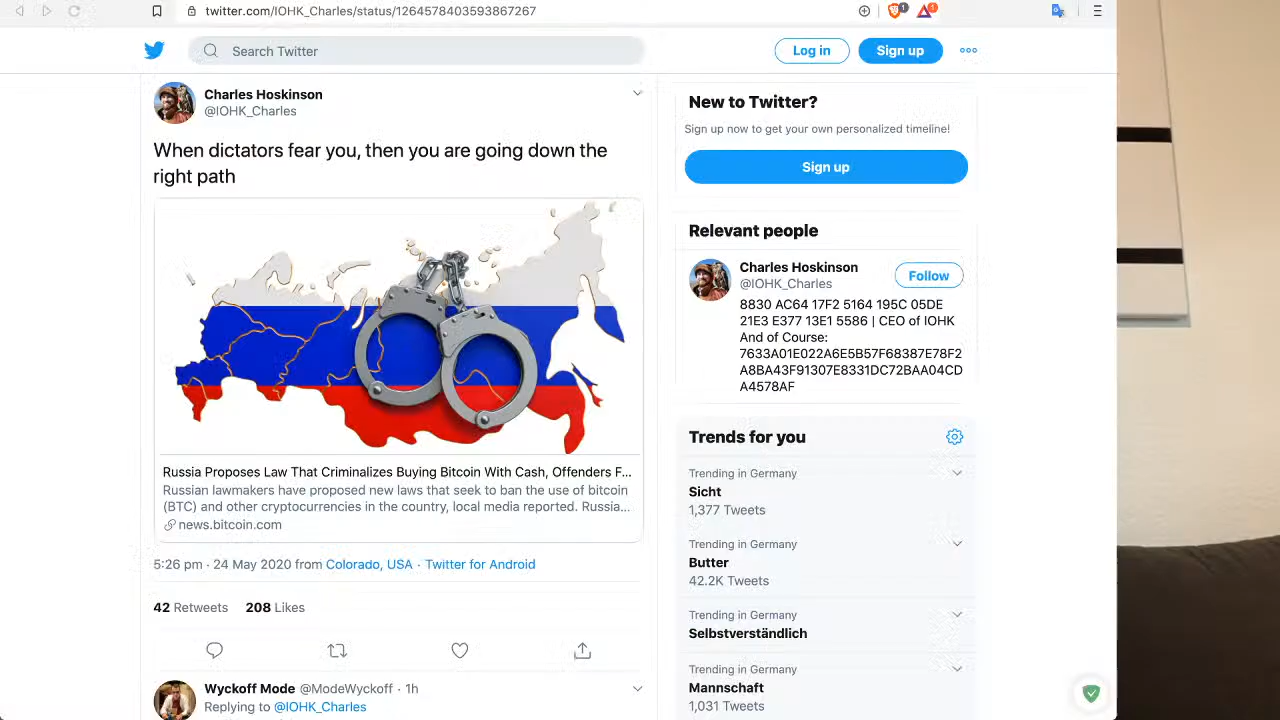 twitter.com/IOHK_Charles/status/1264578403593867267
1
1
Search Twitter
Log in
Sign up
Charles Hoskinson
@IOHK_Charles
When dictators fear you, then you are going down the
right path
Russia Proposes Law That Criminalizes Buying Bitcoin With Cash, Offenders F...
Russian lawmakers have proposed new laws that seek to ban the use of bitcoin
(BTC) and other cryptocurrencies in the country, local media reported. Russia...
news.bitcoin.com
5:26 pm · 24 May 2020 from Colorado, USA · Twitter for Android
42 Retweets 208 Likes
Wyckoff Mode @ModeWyckoff · 1h
Replying to @IOHK_Charles
New to Twitter?
Sign up now to get your own personalized timeline!
Sign up
Relevant people
Charles Hoskinson
@IOHK_Charles
Follow
8830 AC64 17F2 5164 195C 05DE
21E3 E377 13E1 5586 | CEO of IOHK
And of Course:
7633A01E022A6E5B57F68387E78F2
A8BA43F91307E8331DC72BAA04CD
A4578AF
Trends for you
Trending in Germany
Sicht
1,377 Tweets
Trending in Germany
Butter
42.2K Tweets
Trending in Germany
Selbstverständlich
Trending in Germany
Mannschaft
1,031 Tweets